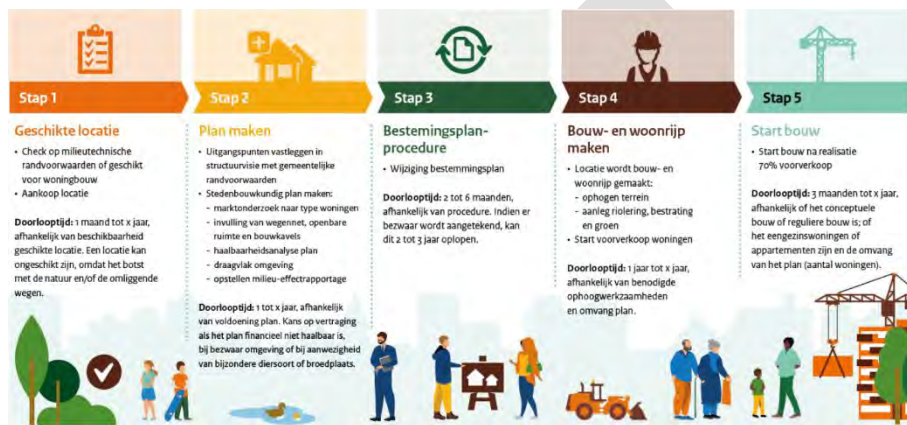 Stap 1
Geschikte locatie
• Check op milieutechnische
randvoorwaarden of geschikt
voor woningbouw
• Aankoop locatie
Doorlooptijd: 1 maand tot x jaar,
afhankelijk van beschikbaarheid
geschikte locatie. Een locatie kan
ongeschikt zijn, omdat het botst
met de natuur en/of de omliggende
wegen.
Stap 2
Plan maken
• Uitgangspunten vastleggen in
structuurvisie met gemeentelijke
randvoorwaarden
• Stedenbouwkundig plan maken:
- marktonderzoek naar type woningen
- invulling van wegennet, openbare
ruimte en bouwkavels
- haalbaarheidsanalyse plan
- draagvlak omgeving
- opstellen milieu-effectrapportage
Doorlooptijd: 1 tot x jaar, afhankelijk
van voldoening plan. Kans op vertraging
als het plan financieel niet haalbaar is,
bij bezwaar omgeving of bij aanwezigheid
van bijzondere diersoort of broedplaats.
Stap 3
Bestemingsplan-
procedure
• Wijziging bestemmingsplan
Doorlooptijd: 2 tot 6 maanden,
afhankelijk van procedure. Indien er
bezwaar wordt aangetekend, kan
dit 2 tot 3 jaar oplopen.
Stap 4
Bouw- en woonrijp
maken
• Locatie wordt bouw- en
woonrijp gemaakt:
- ophogen terrein
- aanleg riolering, bestrating
en groen
• Start voorverkoop woningen
Doorlooptijd: 1 jaar tot x jaar,
afhankelijk van benodigde
ophoogwerkzaamheden
en omvang plan.
Stap 5
Start bouw
• Start bouw na realisatie
70% voorverkoop
Doorlooptijd: 3 maanden tot x jaar,
afhankelijk of het conceptuele
bouw of reguliere bouw is; of
het eengezinswoningen of
appartementen zijn en de omvang
van het plan (aantal woningen).